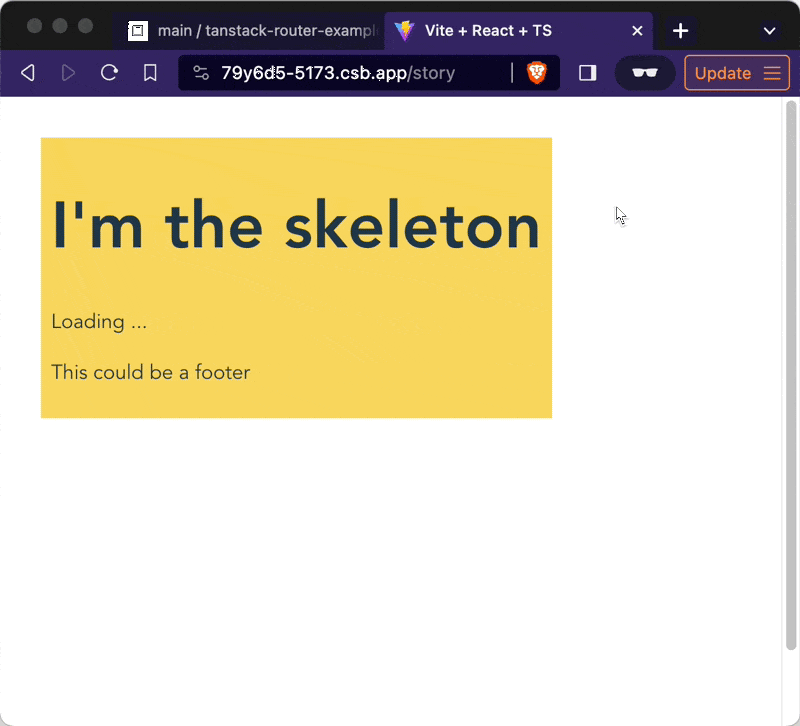 main / tanstack-router-exampl
Vite + React + TS
79y6d5-5173.csb.app/story
Update
I'm the skeleton
Loading ...
This could be a footer